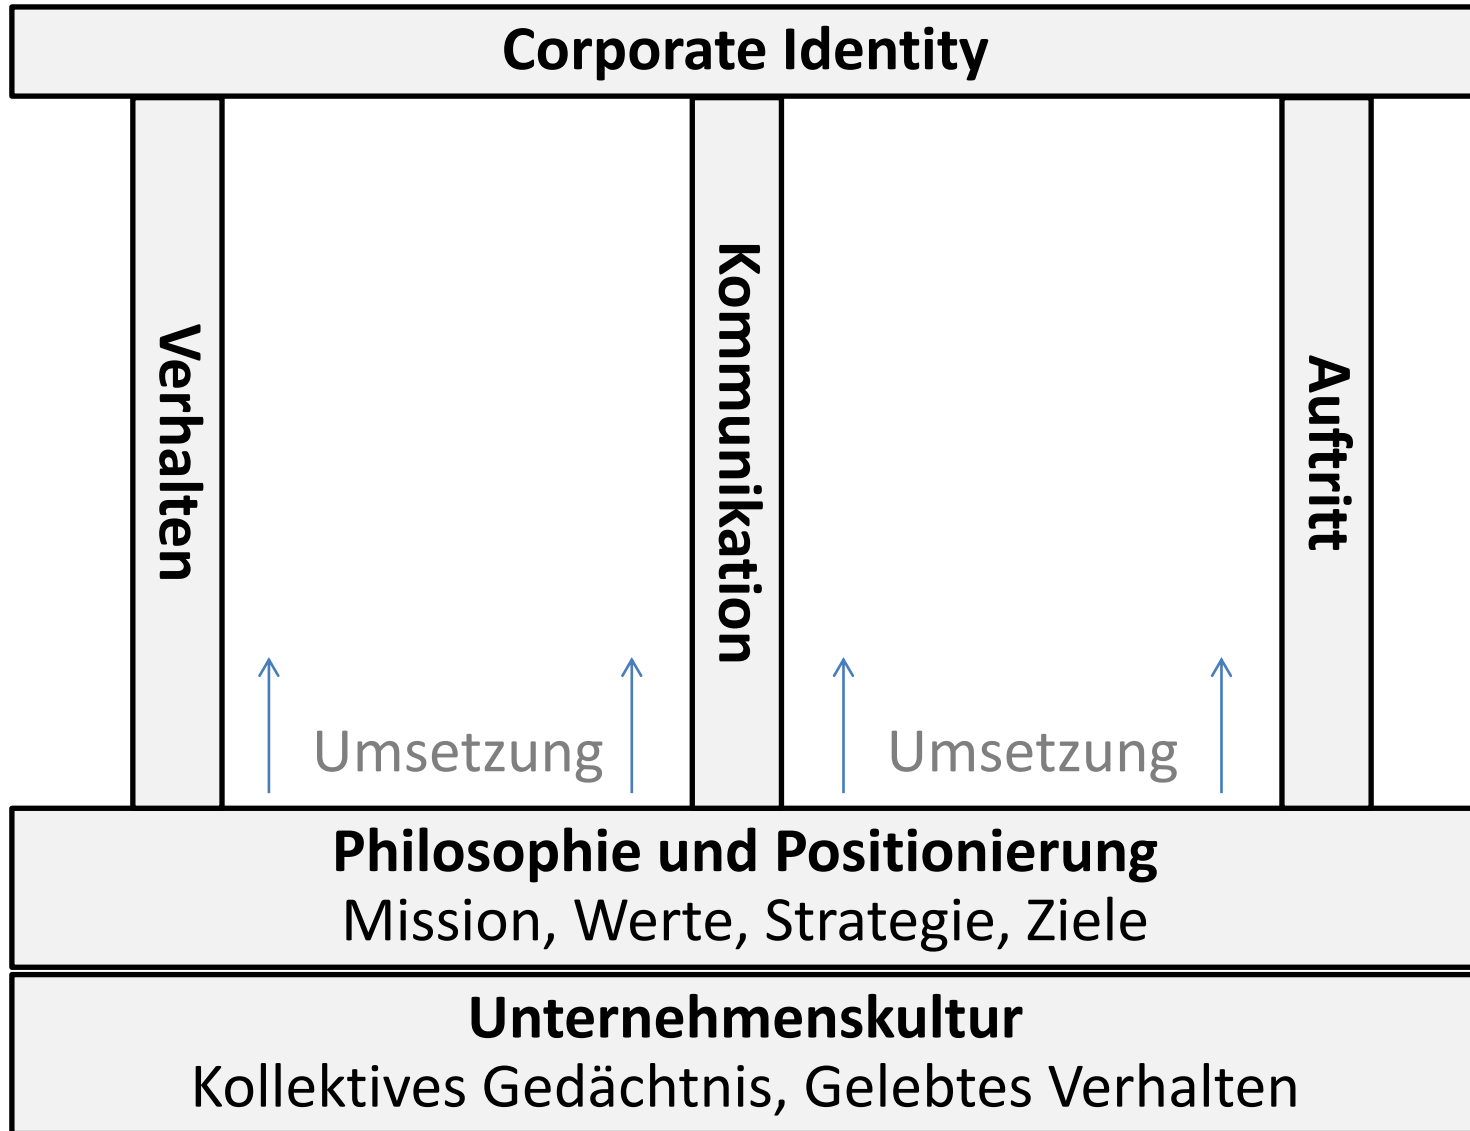 Corporate Identity
Verhalten
Kommunikation
Auftritt
Umsetzung
Umsetzung
Philosophie und Positionierung
Mission, Werte, Strategie, Ziele
Unternehmenskultur
Kollektives Gedächtnis, Gelebtes Verhalten